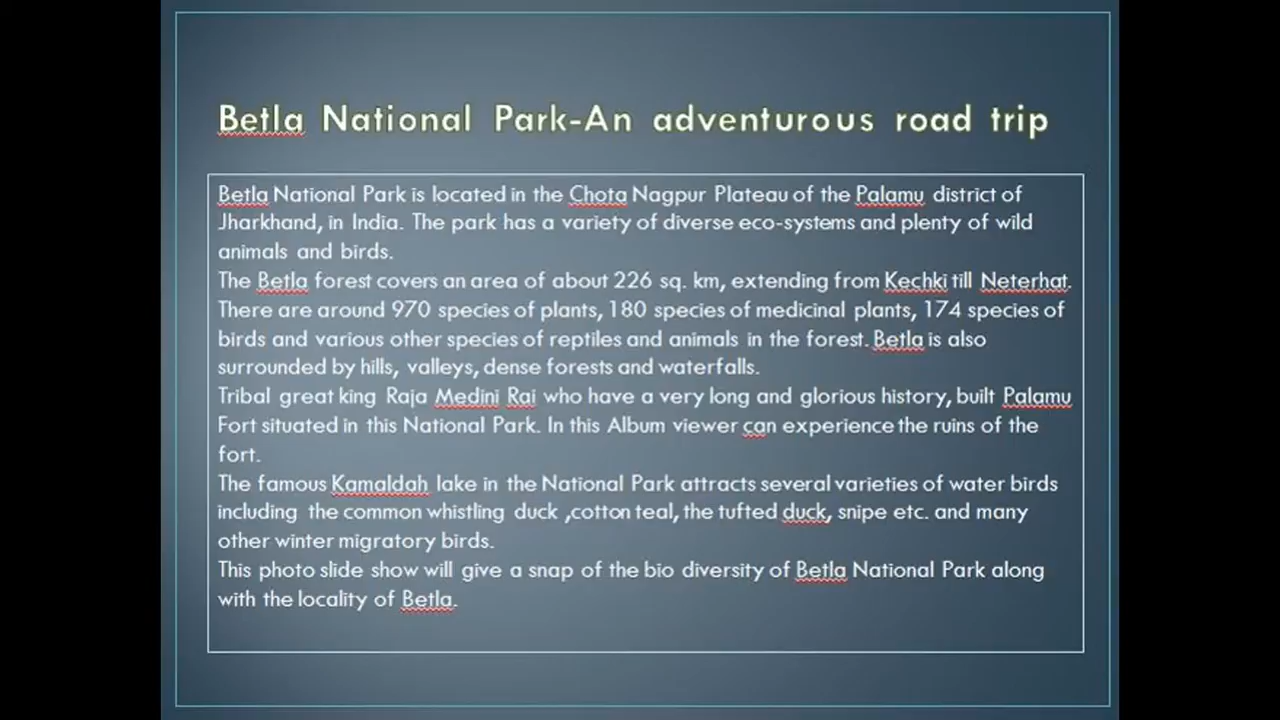 Betla National Park-An adventurous road trip
Betla National Park is located in the Chota Nagpur Plateau of the Palamu district of
Jharkhand, in India. The park has a variety of diverse eco-systems and plenty of wild
animals and birds.
The Betla forest covers an area of about 226 sq. km, extending from Kechki till Neterhat.
There are around 970 species of plants, 180 species of medicinal plants, 174 species of
birds and various other species of reptiles and animals in the forest. Betla is also
surrounded by hills, valleys, dense forests and waterfalls.
Tribal great king Raja Medini Rai who have a very long and glorious history, built Palamu
Fort situated in this National Park. In this Album viewer can experience the ruins of the
fort.
The famous Kamaldah lake in the National Park attracts several varieties of water birds
including the common whistling duck ,cotton teal, the tufted duck, snipe etc. and many
other winter migratory birds.
This photo slide show will give a snap of the bio diversity of Betla National Park along
with the locality of Betla.